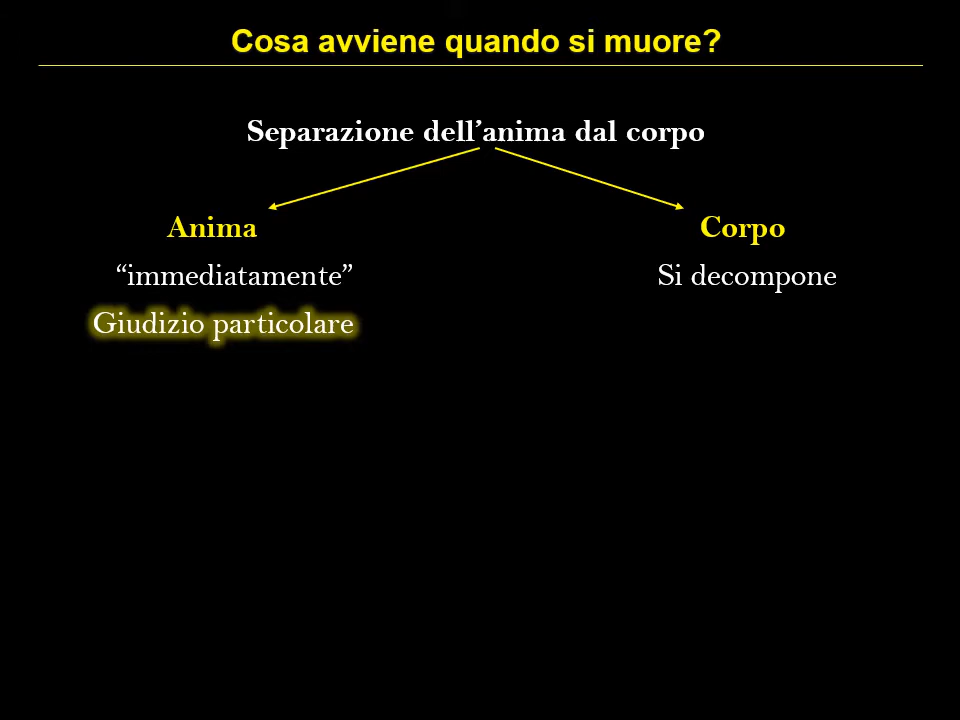 Cosa avviene quando si muore?
Separazione dell’anima dal corpo
Anima
Corpo
“immediatamente”
Si decompone
Giudizio particolare